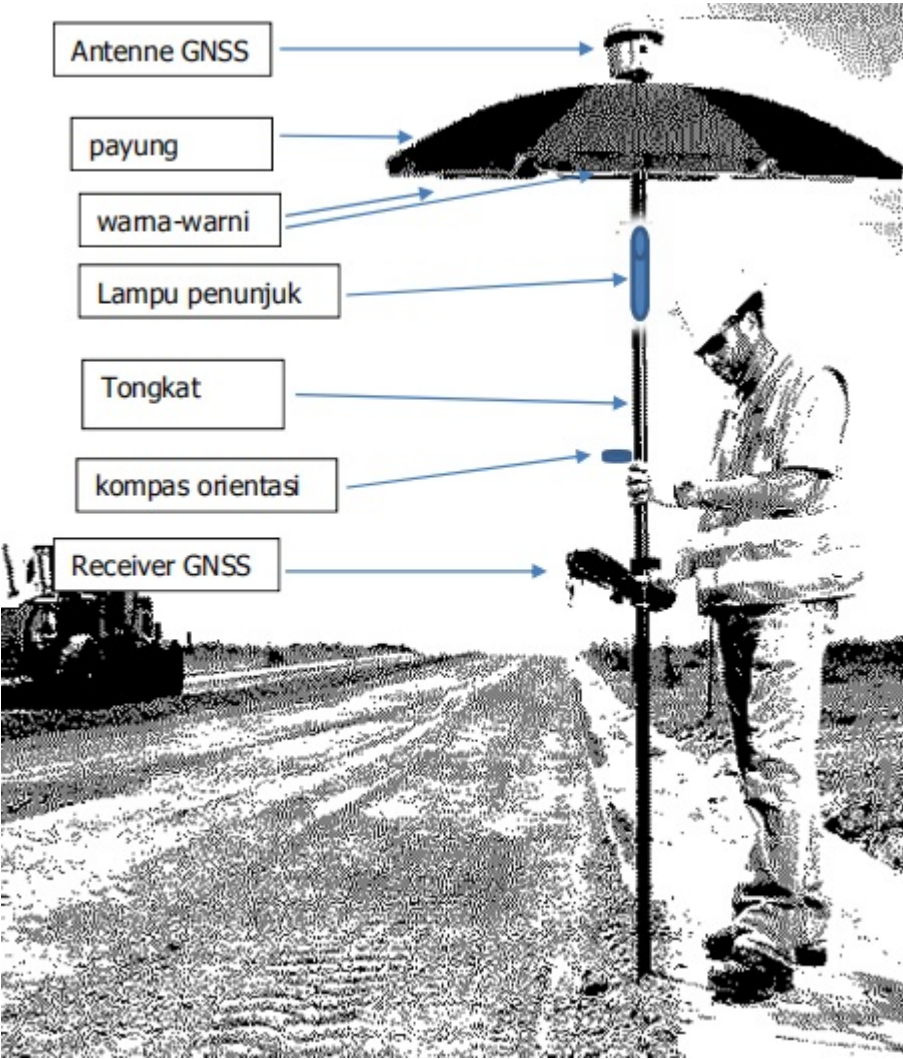 Antenne GNSS
payung
warna-warni
Lampu penunjuk
Tongkat
kompas orientasi
Receiver GNSS